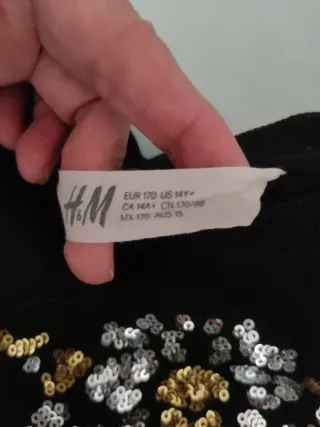 H&M
EUR 170 US 14Y+
CA 14A+ CN 170/88
MX 170 AUS 15